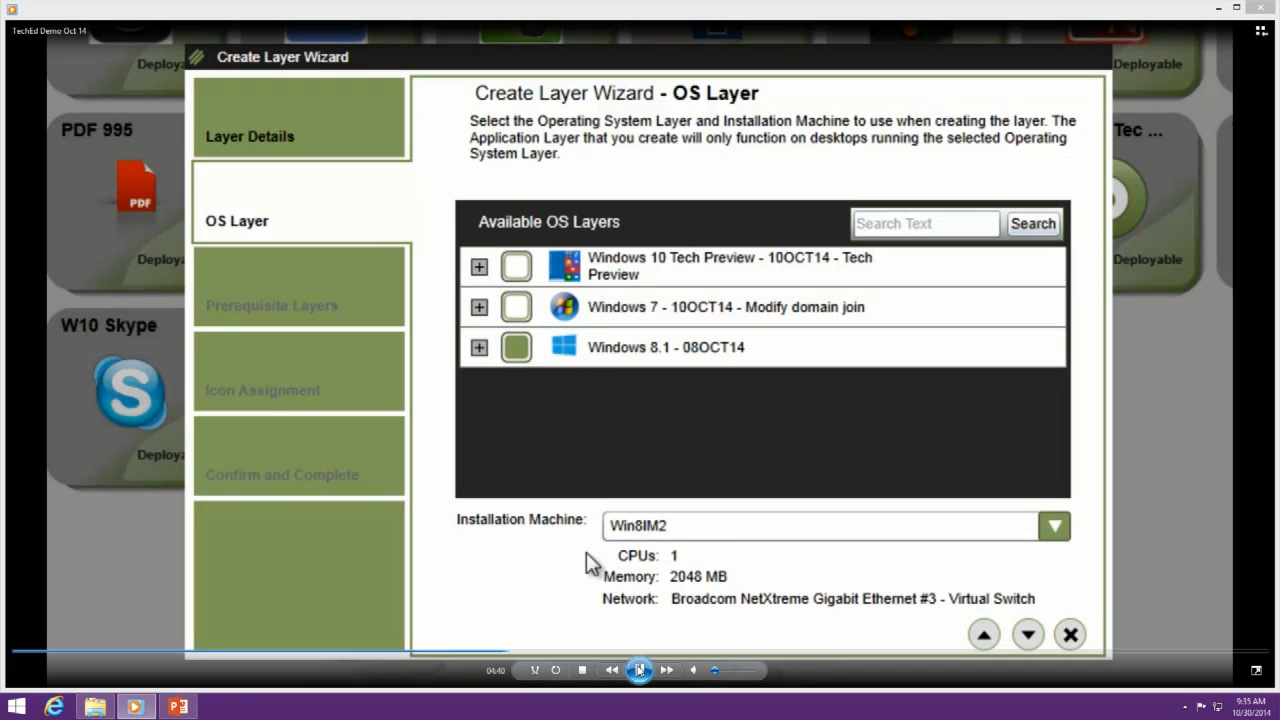 TechEd Demo Oct 14
Create Layer Wizard
Deploya
Deployable
PDF 995
PDF
Deploya
W10 Skype
S
Deploya
Tec ...
Deployable
Layer Details
OS Layer
Prerequisite Layers
Icon Assignment
Confirm and Complete
Create Layer Wizard - OS Layer
Select the Operating System Layer and Installation Machine to use when creating the layer. The
Application Layer that you create will only function on desktops running the selected Operating
System Layer.
Available OS Layers
Search Text
Search
Windows 10 Tech Preview - 10OCT14 - Tech
Preview
Windows 7 - 10OCT14 - Modify domain join
Windows 8.1 - 08OCT14
Installation Machine:
Win8IM2
CPUs: 1
Memory: 2048 MB
Network: Broadcom NetXtreme Gigabit Ethernet #3 - Virtual Switch
04:40
9:35 AM
10/30/2014